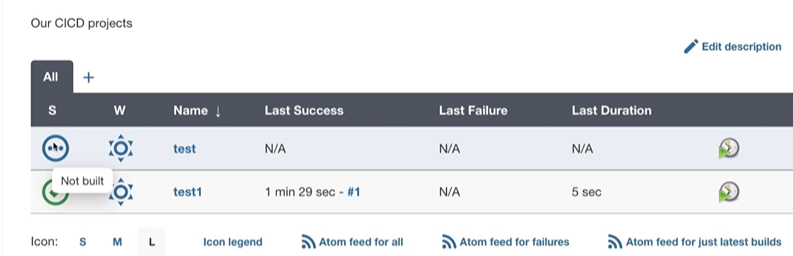 Our CICD projects
Edit description
All +
S W Name ↓ Last Success Last Failure Last Duration
test N/A N/A N/A
Not built
test1 1 min 29 sec - #1 N/A 5 sec
Icon: S M L Icon legend Atom feed for all Atom feed for failures Atom feed for just latest builds